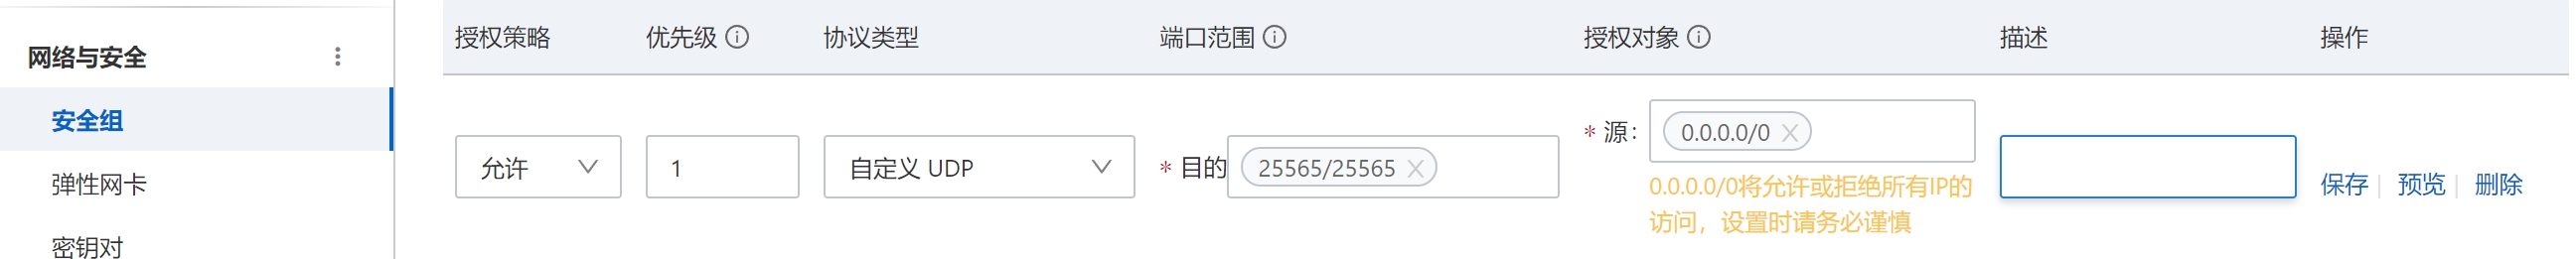 网络与安全
安全组
弹性网卡
密钥对
授权策略 优先级 协议类型 端口范围 授权对象 描述 操作
允许 1 自定义 UDP * 目的 25565/25565 * 源: 0.0.0.0/0
0.0.0.0/0将允许或拒绝所有IP的
访问，设置时请务必谨慎
保存 预览 删除